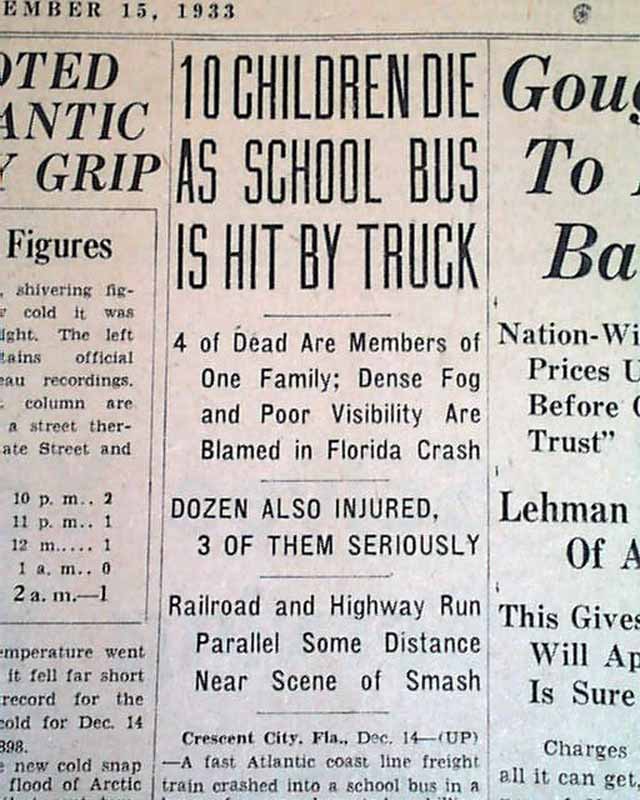 EMBER 15, 1933
OTED
ANTIC
Y GRIP
Figures
, shivering fig-
cold it was
ight. The left
tains official
eau recordings.
column are
a street ther-
ate Street and
10 p. m.. 2
11 p. m.. 1
12 m..... 1
1 a. m.. 0
2 a. m.—1
emperature went
it fell far short
record for the
cold for Dec. 14
898.
e new cold snap
flood of Arctic
10 CHILDREN DIE
AS SCHOOL BUS
IS HIT BY TRUCK
4 of Dead Are Members of
One Family; Dense Fog
and Poor Visibility Are
Blamed in Florida Crash
DOZEN ALSO INJURED,
3 OF THEM SERIOUSLY
Railroad and Highway Run
Parallel Some Distance
Near Scene of Smash
Crescent City, Fla., Dec. 14—(UP)
—A fast Atlantic coast line freight
train crashed into a school bus in a
Goug
To
Ba
Nation-Wi
Prices U
Before
Trust”
Lehman
Of A
This Gives
Will Ap
Is Sure
Charges
all it can get,